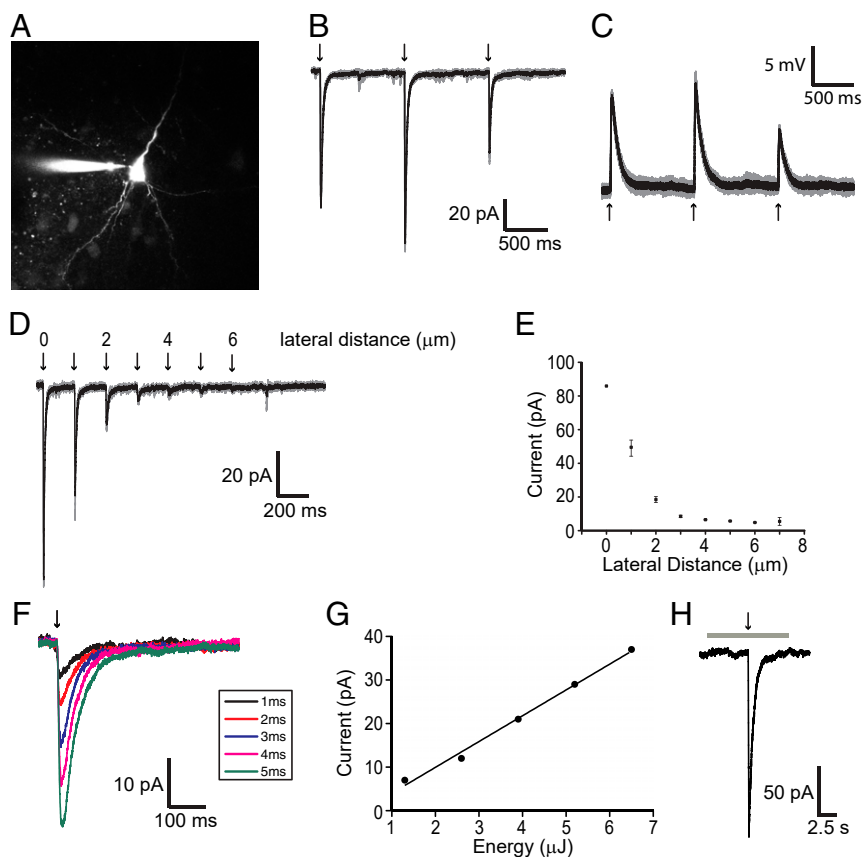 A
B
C
5 mV
500 ms
20 pA
500 ms
D
0 2 4 6 lateral distance (μm)
20 pA
200 ms
E
100
80
60
40
20
0
Current (pA)
0 2 4 6 8
Lateral Distance (μm)
F
1ms
2ms
3ms
4ms
5ms
10 pA
100 ms
G
40
30
20
10
0
Current (pA)
1 2 3 4 5 6 7
Energy (μJ)
H
50 pA
2.5 s